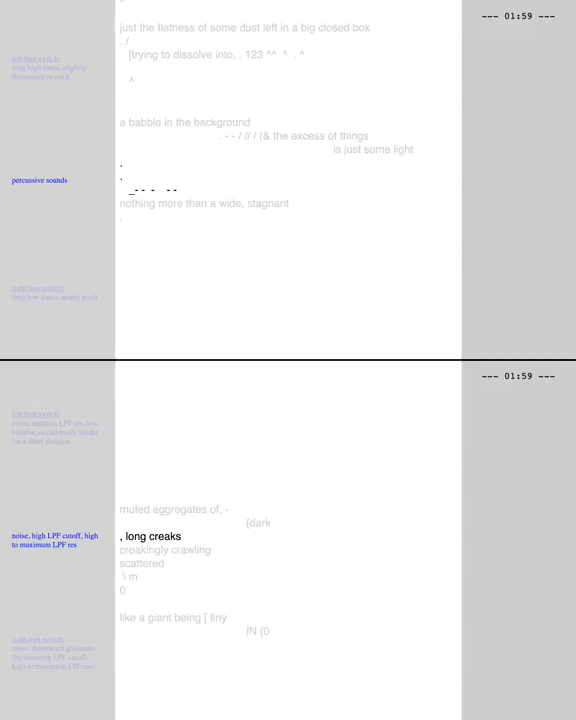 --- 01:59 ---
just the flatness of some dust left in a big closed box
. /
[trying to dissolve into, . 123 ^^ ^ . ^
left foot switch:
long high tones, slightly
fluctuating in pitch
^
a babble in the background
. - - / // / (& the excess of things
is just some light
.
percussive sounds
.
_- - - - -
nothing more than a wide, stagnant
.
right foot switch:
long low tones, steady pitch
--- 01:59 ---
left foot switch:
noise, medium LPF res, low
volume, occasionally louder
for a short duration
muted aggregates of, -
{dark
noise, high LPF cutoff, high
to maximum LPF res
, long creaks
creakingly crawling
scattered
\ m
0
like a giant being [ tiny
IN {0
right foot switch:
noise, downward glissando
(by lowering LPF cutoff,
high to maximum LPF res)